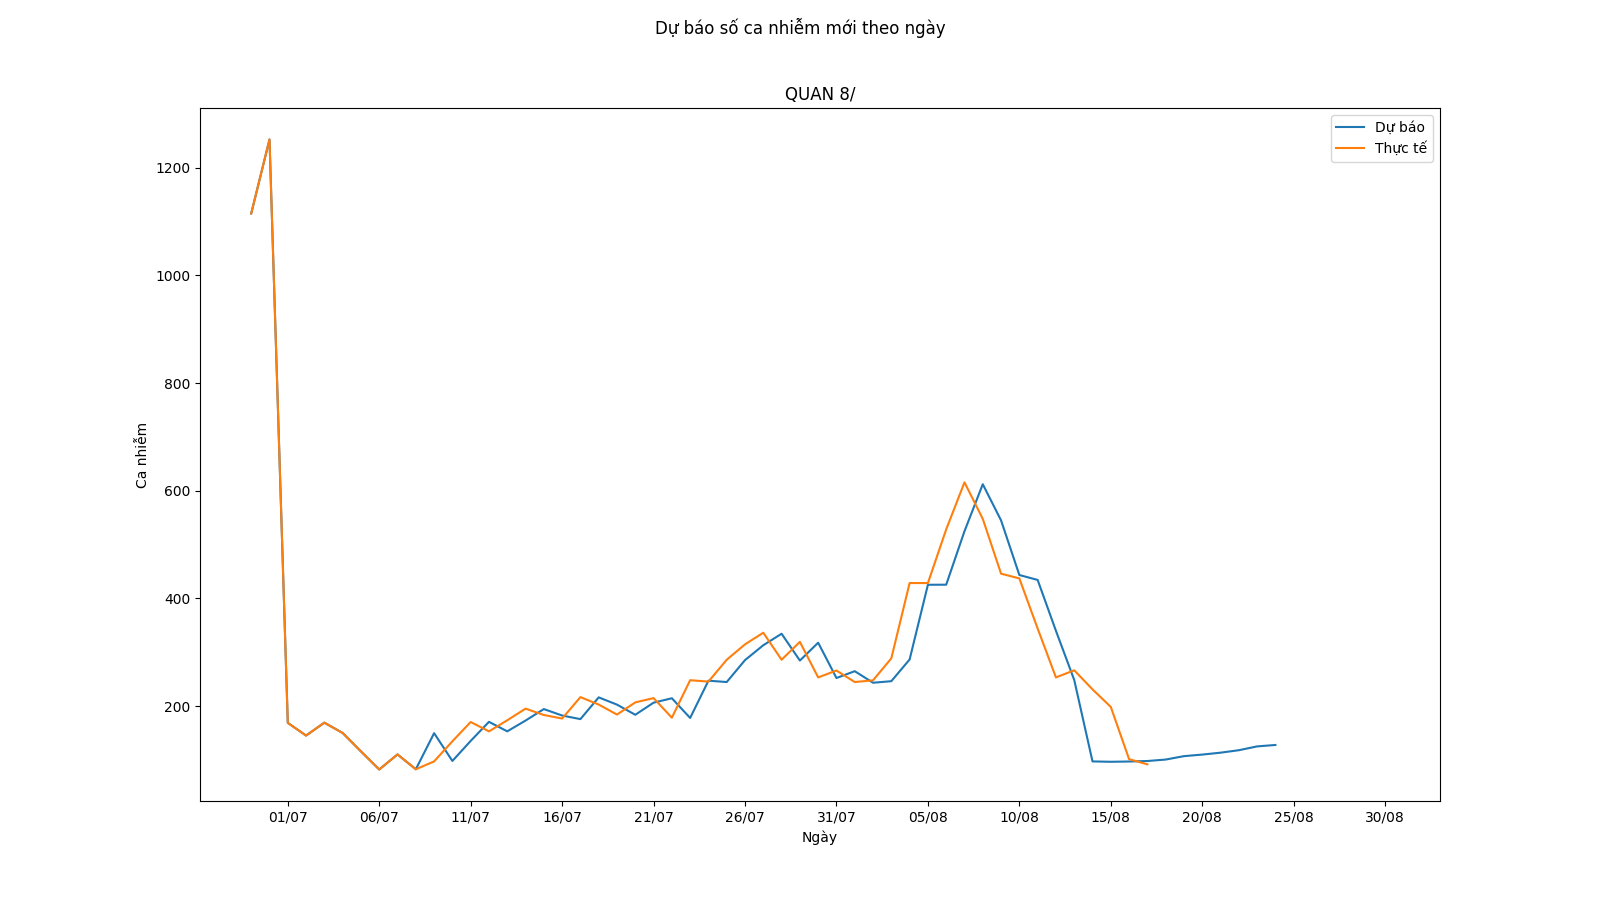 Dự báo số ca nhiễm mới theo ngày
QUAN 8/
Dự báo
Thực tế
1200
1000
800
600
400
200
Ca nhiễm
01/07 06/07 11/07 16/07 21/07 26/07 31/07 05/08 10/08 15/08 20/08 25/08 30/08
Ngày